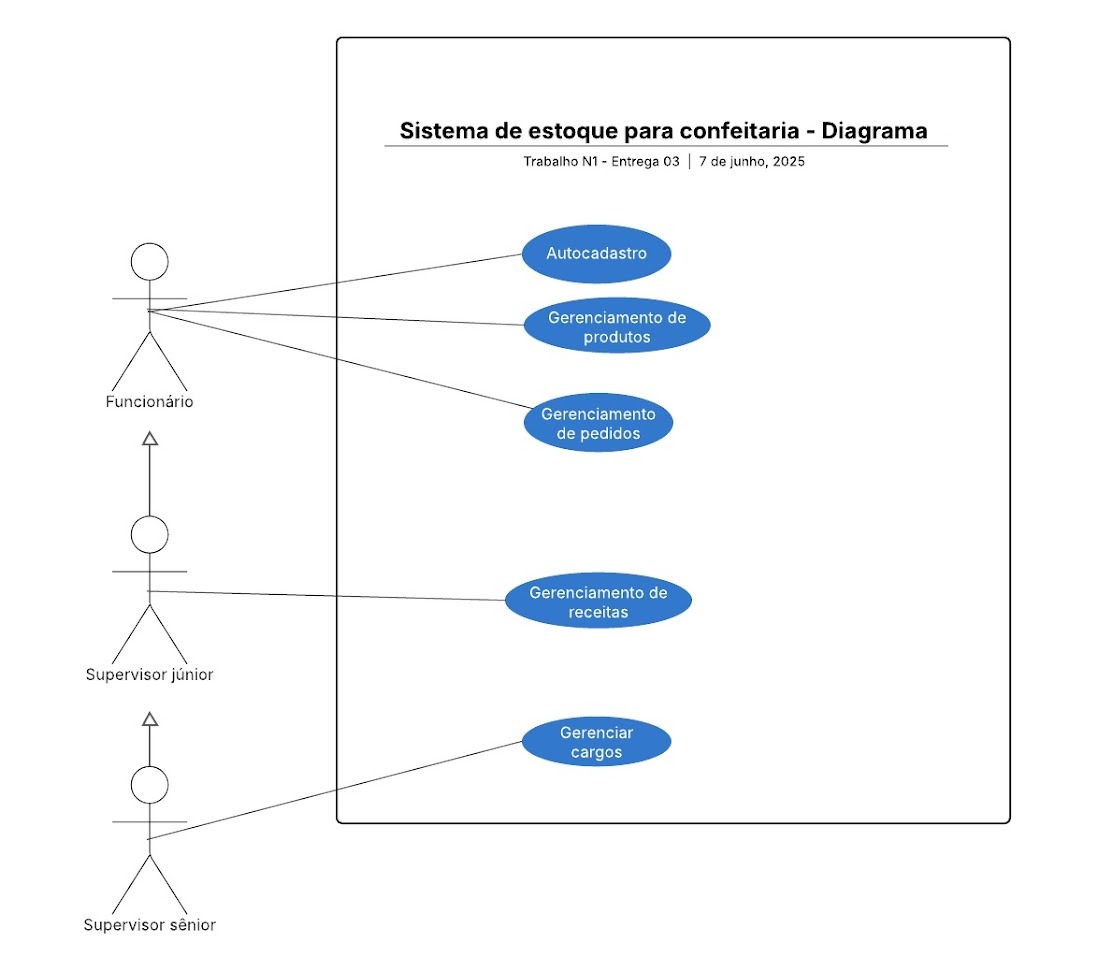 Sistema de estoque para confeitaria - Diagrama
Trabalho N1 - Entrega 03 | 7 de junho, 2025
Autocadastro
Gerenciamento de
produtos
Funcionário
Gerenciamento
de pedidos
Gerenciamento de
receitas
Supervisor júnior
Gerenciar
cargos
Supervisor sênior